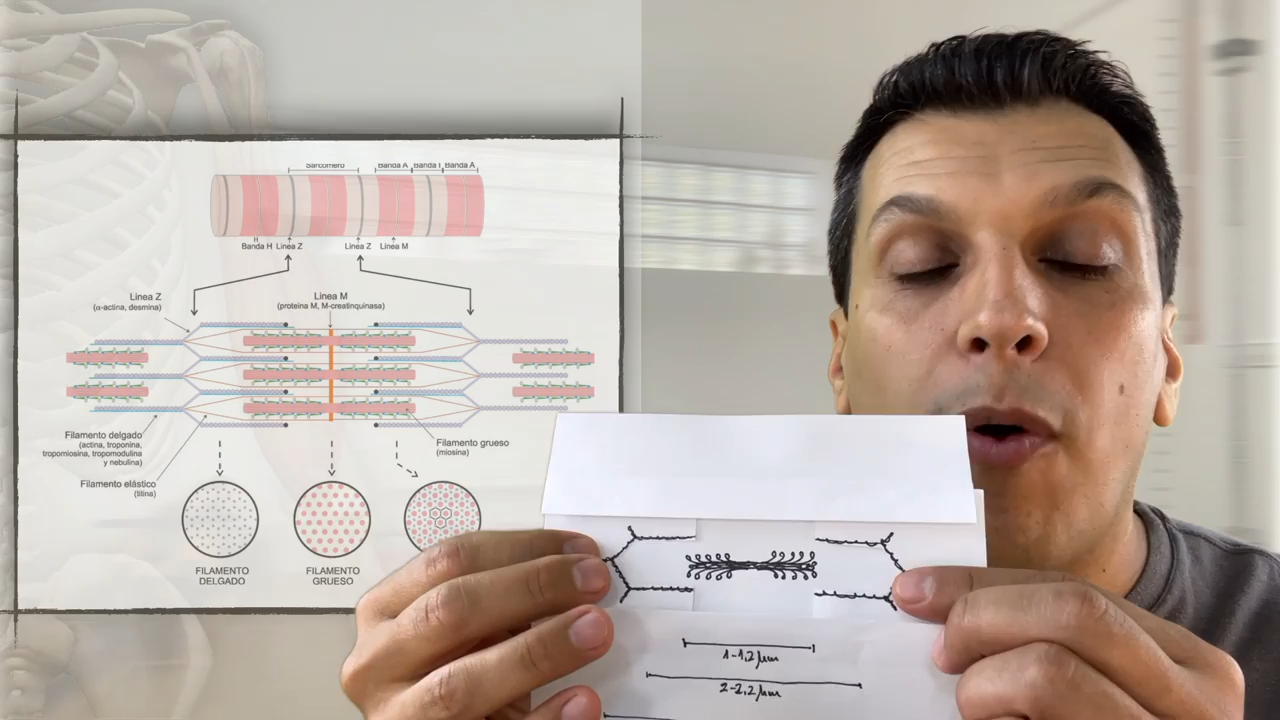 Sarcómero Banda A Banda I Banda A
Banda H Línea Z Línea Z Línea M
Línea Z
(α-actina, desmina)
Línea M
(proteína M, M-creatinquinasa)
Filamento delgado
(actina, troponina,
tropomiosina, tropomodulina
y nebulina)
Filamento elástico
(titina)
Filamento grueso
(miosina)
FILAMENTO
DELGADO
FILAMENTO
GRUESO
1-1,2 μm
2-2,2 μm